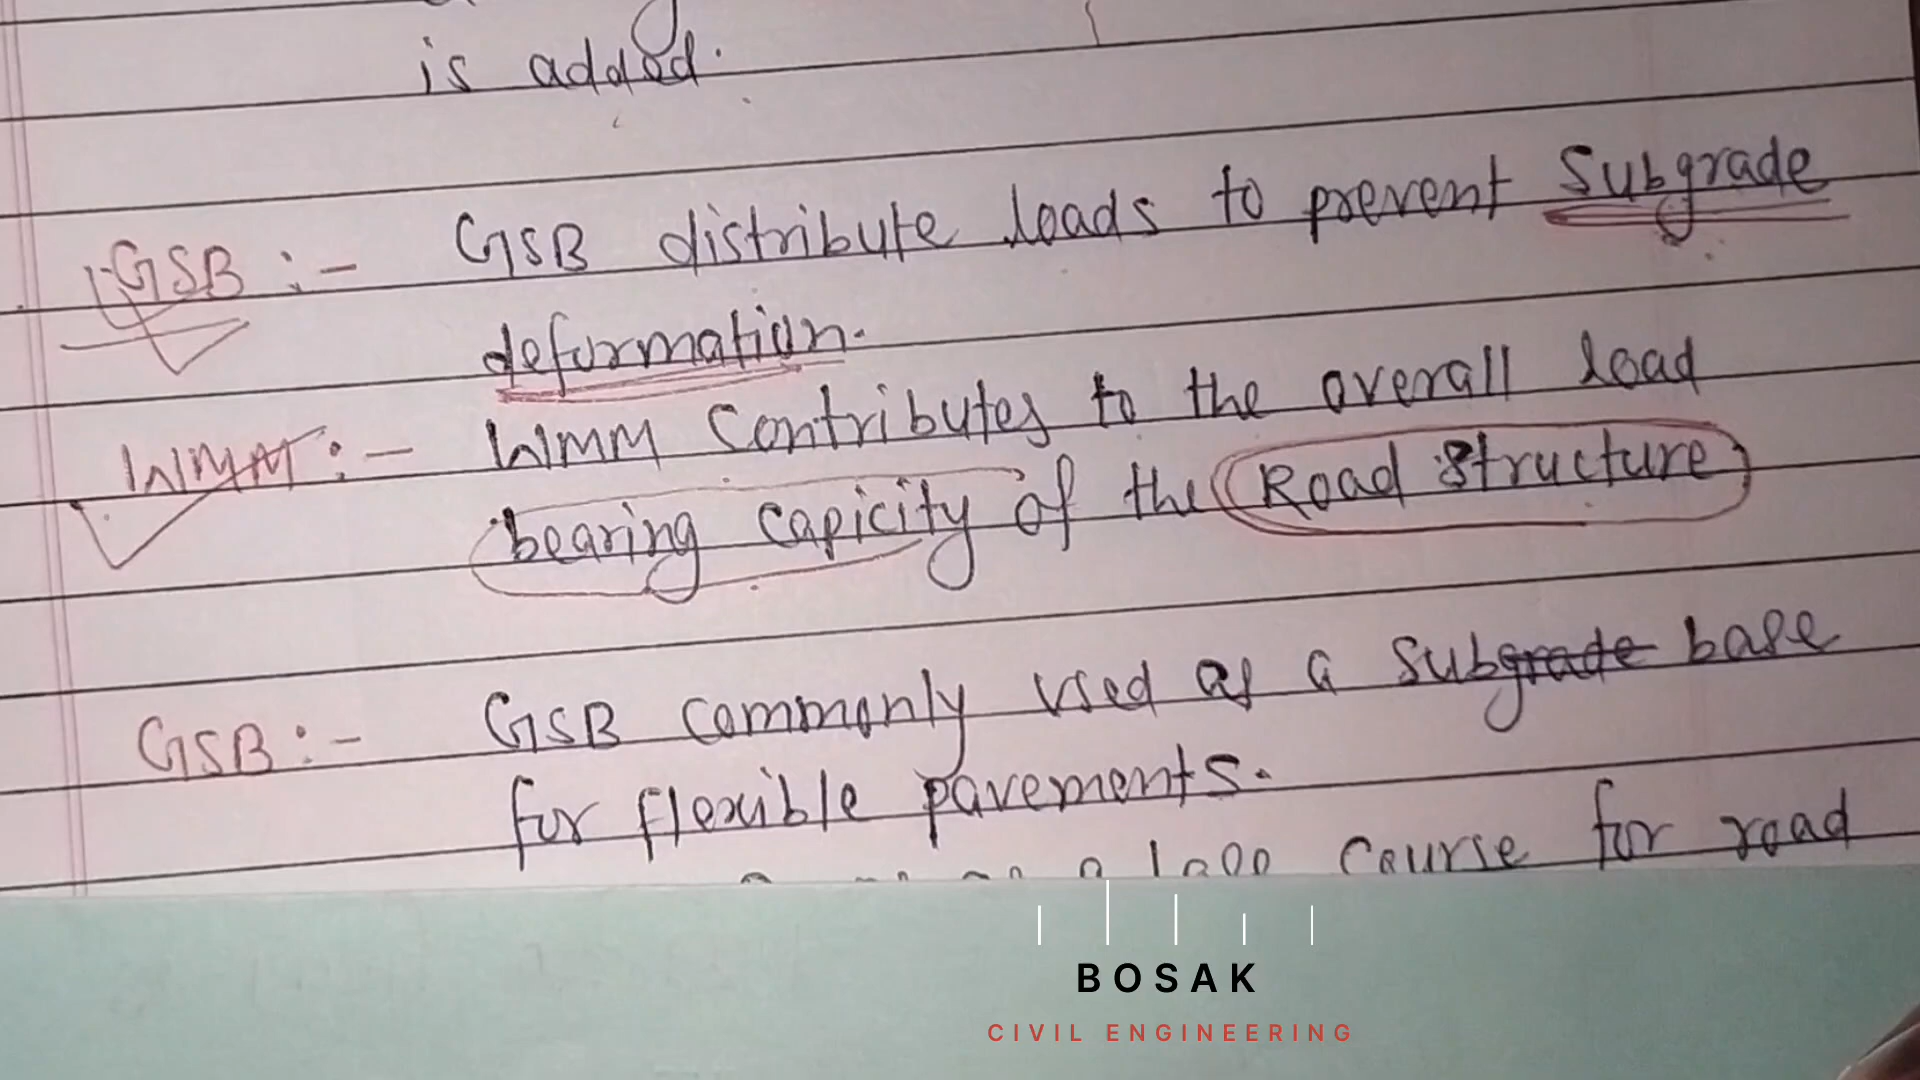 is added.
GSB :- GSB distribute loads to prevent Subgrade
deformation.
WMM :- WMM Contributes to the overall load
bearing capicity of the Road Structure
GSB :- GSB commonly used as a Subgrade base
for flexible pavements.
a course for road
BOSAK
CIVIL ENGINEERING